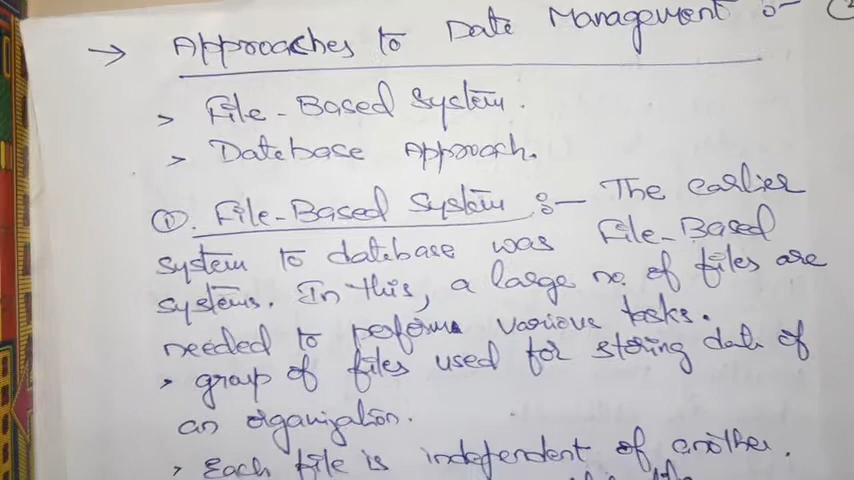 → Approaches to Data Management :-
> File-Based System.
> Database Approach.
①. File-Based System :- The earlier
system to database was File-Based
systems. In this, a large no. of files are
needed to perform various tasks.
> group of files used for storing data of
an organization.
> Each file is independent of another.